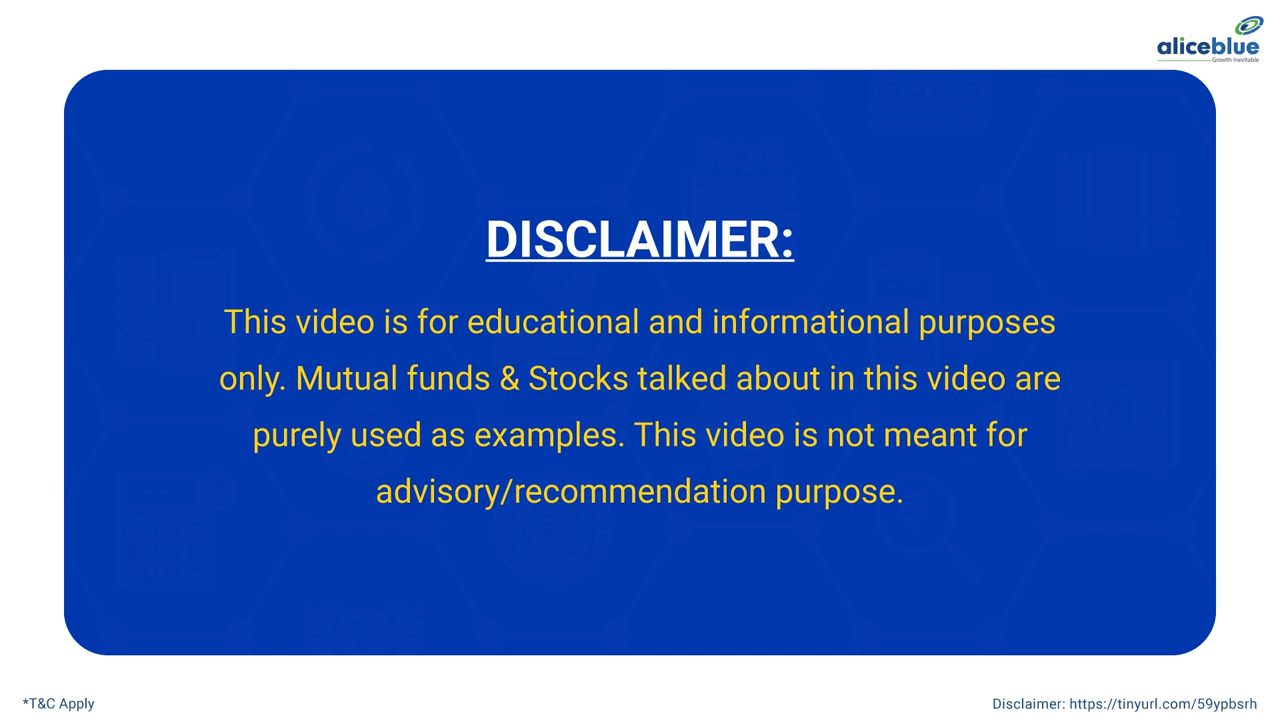 aliceblue
Growth inevitable
DISCLAIMER:
This video is for educational and informational purposes
only. Mutual funds & Stocks talked about in this video are
purely used as examples. This video is not meant for
advisory/recommendation purpose.
*T&C Apply
Disclaimer: https://tinyurl.com/59ypbsrh